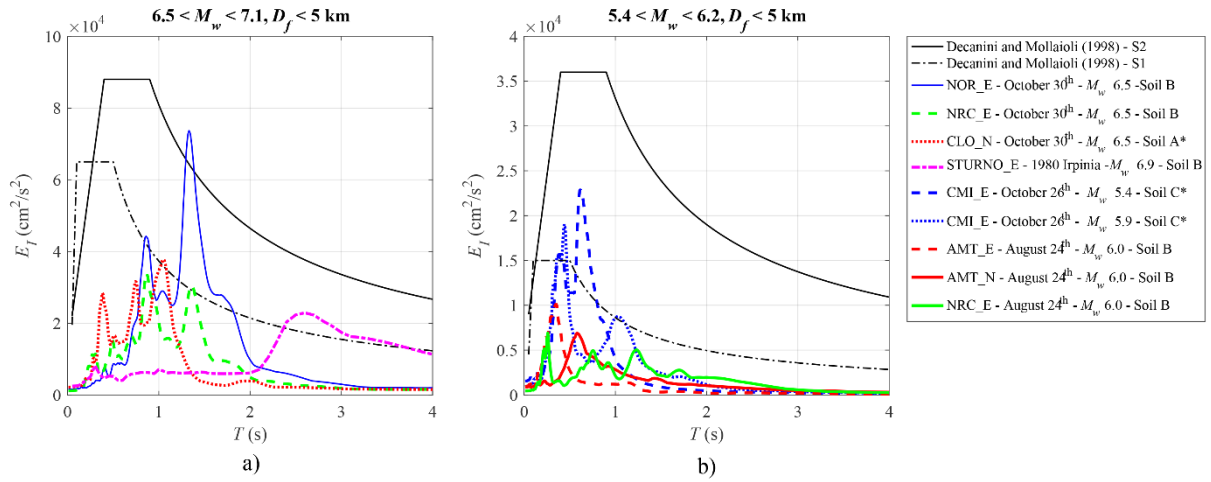 6.5 < Mw < 7.1, Df < 5 km
×10⁴
10
8
6
4
2
0
EI (cm²/s²)
0 1 2 3 4
T (s)
a)
5.4 < Mw < 6.2, Df < 5 km
×10⁴
4
3.5
3
2.5
2
1.5
1
0.5
0
EI (cm²/s²)
0 1 2 3 4
T (s)
b)
Decanini and Mollaioli (1998) - S2
Decanini and Mollaioli (1998) - S1
NOR_E - October 30th - Mw 6.5 -Soil B
NRC_E - October 30th - Mw 6.5 - Soil B
CLO_N - October 30th - Mw 6.5 - Soil A*
STURNO_E - 1980 Irpinia -Mw 6.9 - Soil B
CMI_E - October 26th - Mw 5.4 - Soil C*
CMI_E - October 26th - Mw 5.9 - Soil C*
AMT_E - August 24th - Mw 6.0 - Soil B
AMT_N - August 24th - Mw 6.0 - Soil B
NRC_E - August 24th - Mw 6.0 - Soil B